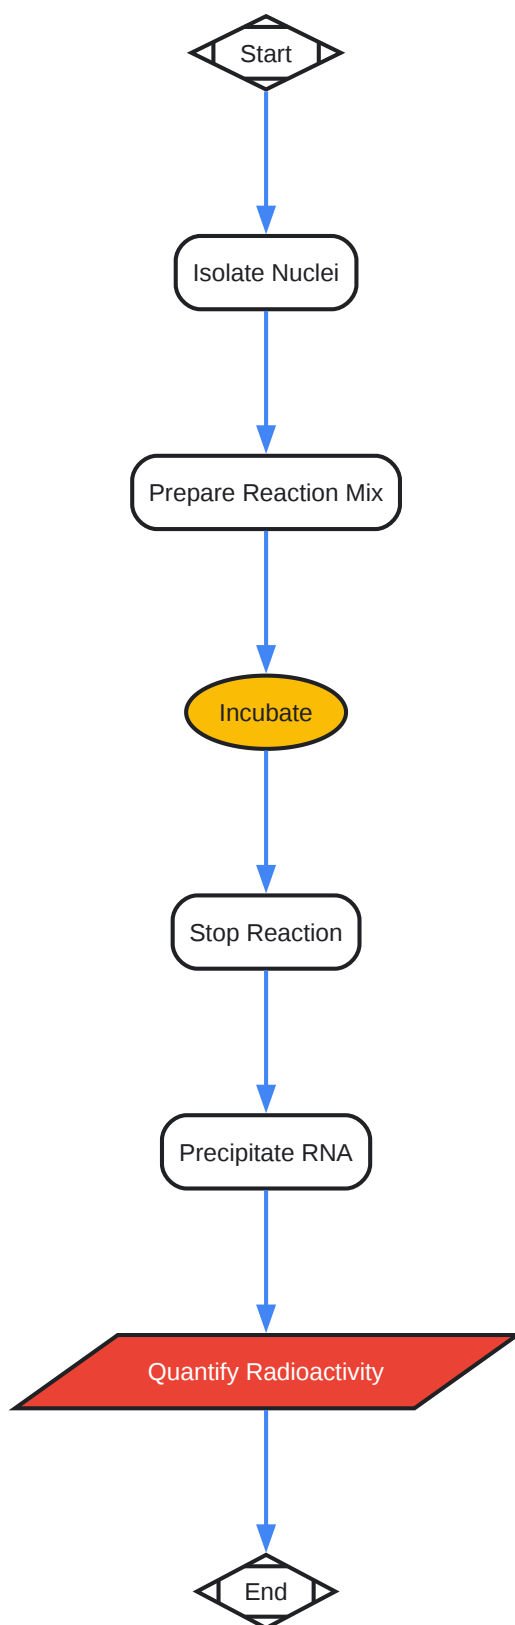 Start
Isolate Nuclei
Prepare Reaction Mix
Incubate
Stop Reaction
Precipitate RNA
Quantify Radioactivity
End